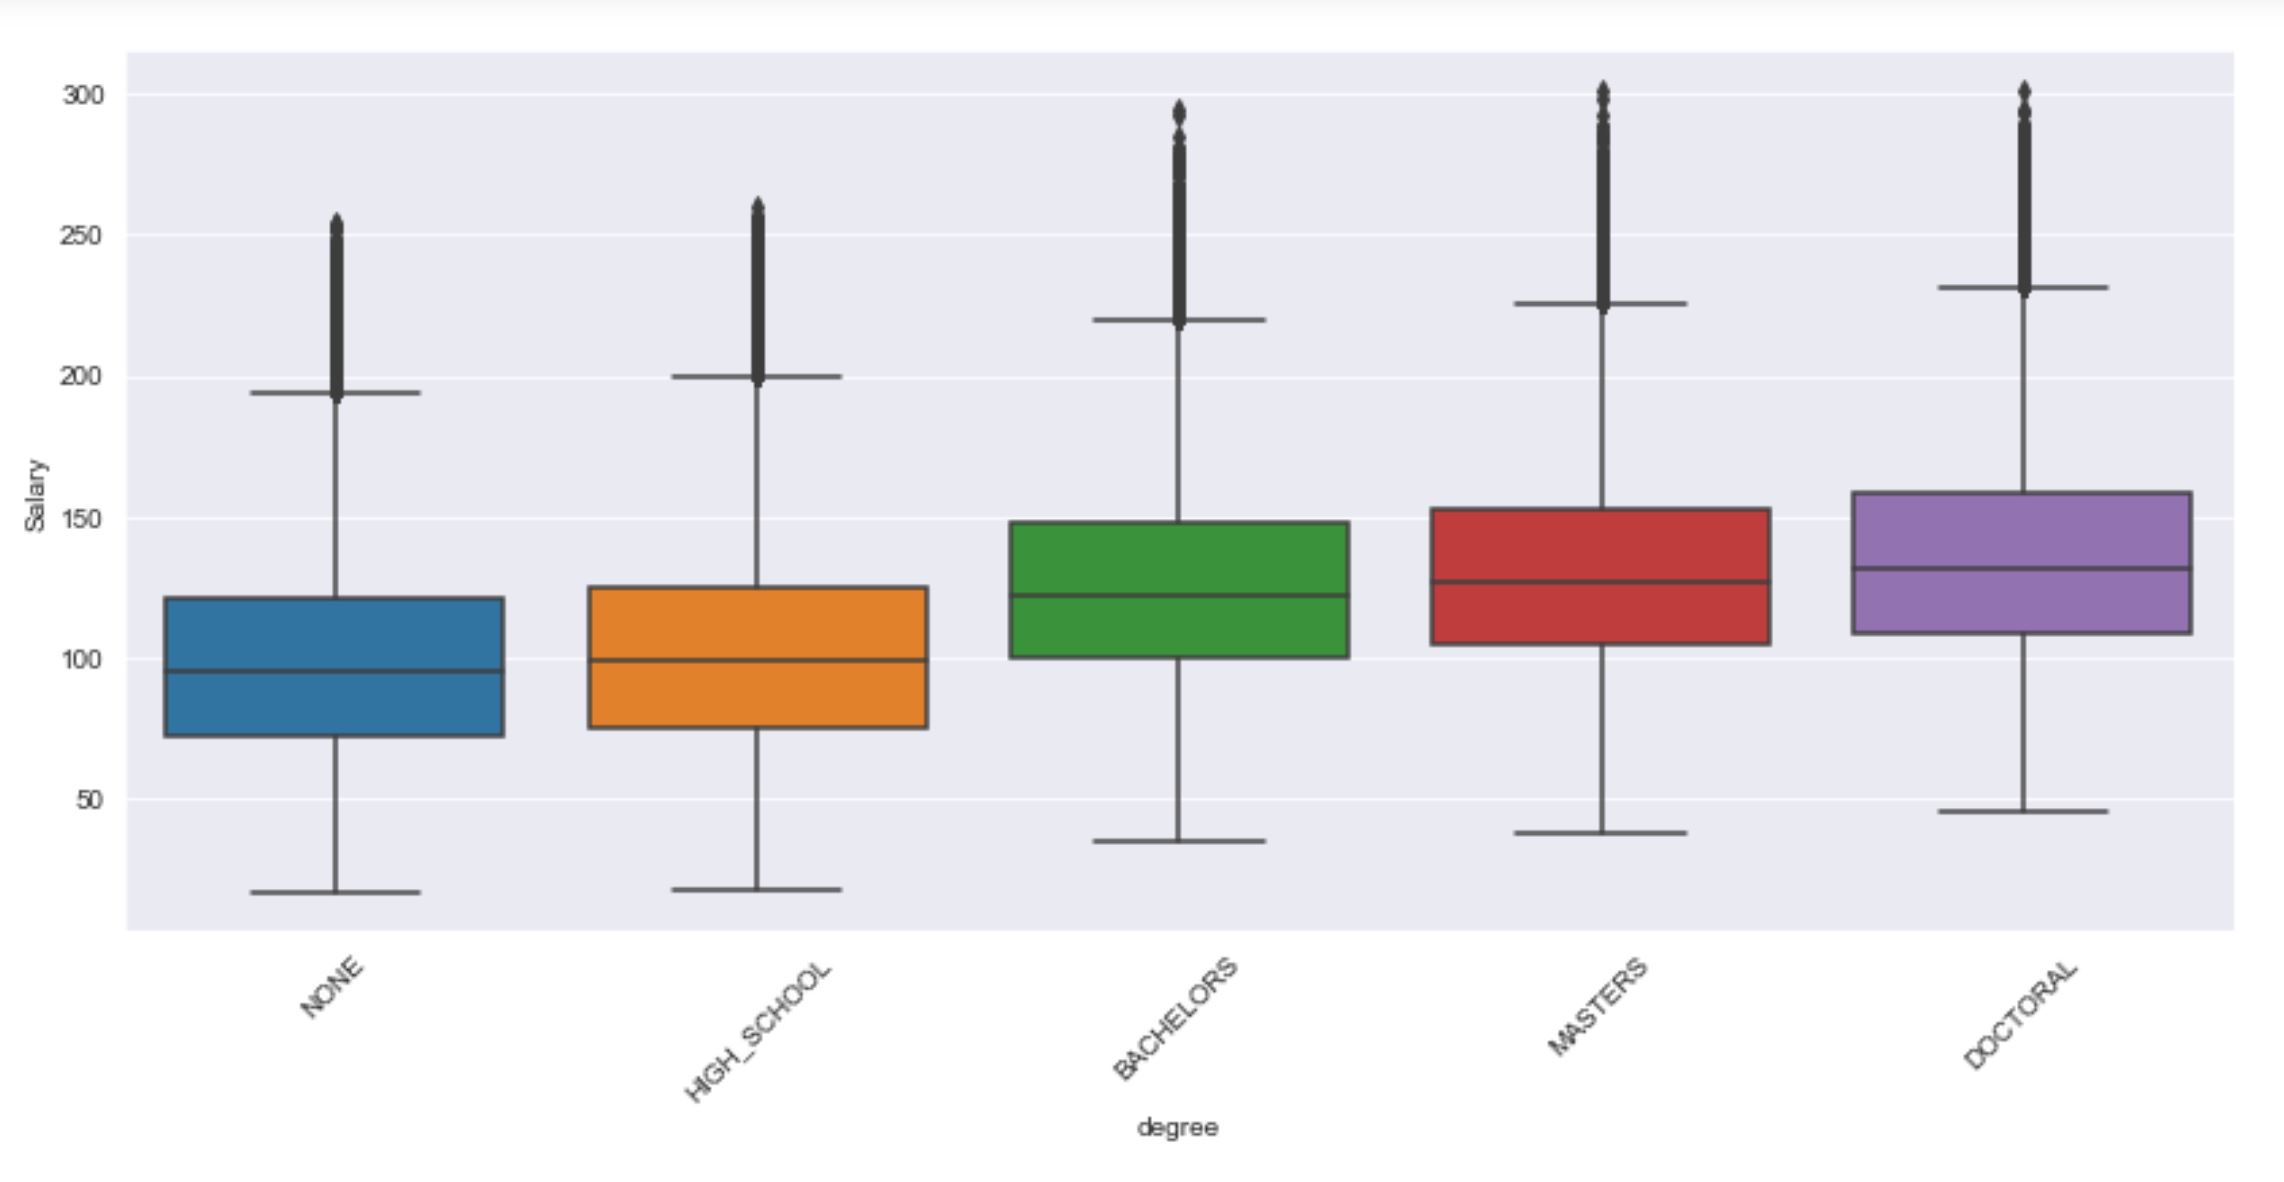 300
250
200
150
100
50
Salary
NONE
HIGH_SCHOOL
BACHELORS
MASTERS
DOCTORAL
degree